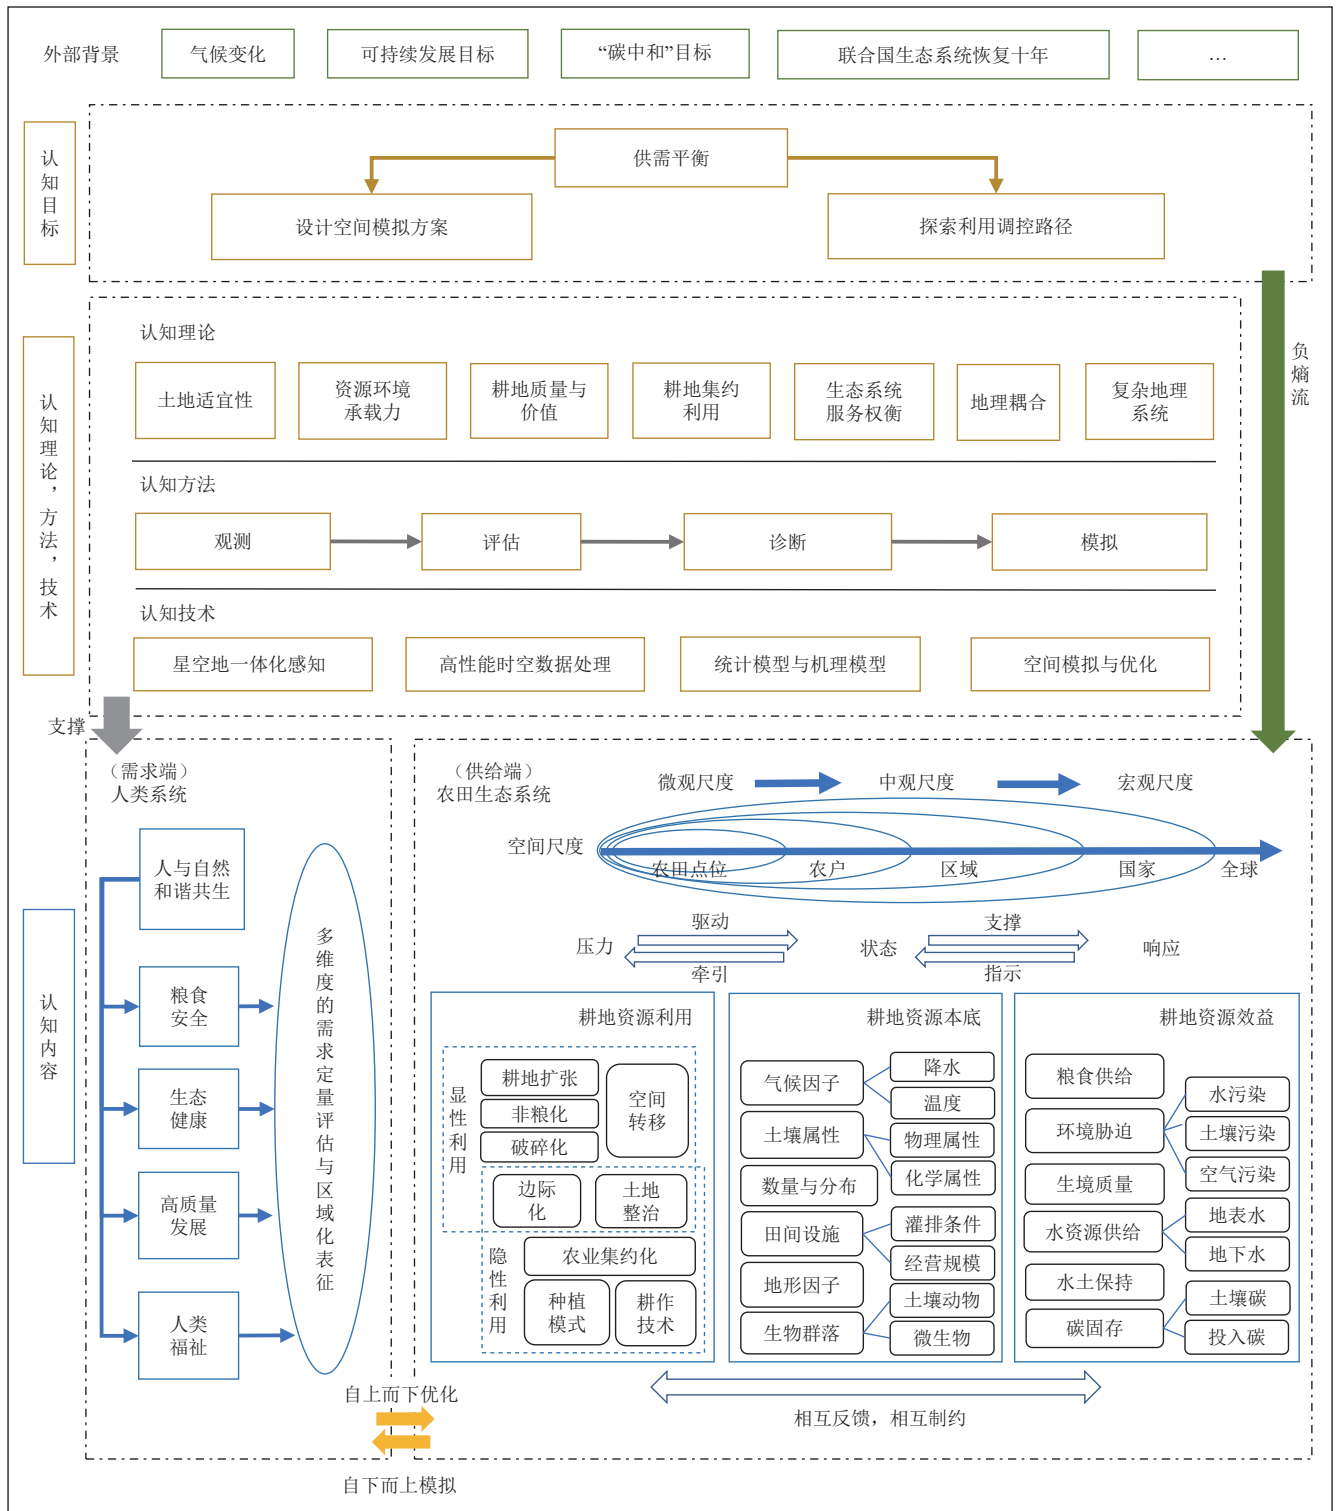 外部背景
气候变化
可持续发展目标
“碳中和”目标
联合国生态系统恢复十年
…
认知目标
供需平衡
设计空间模拟方案
探索利用调控路径
负熵流
认知理论，方法，技术
认知理论
土地适宜性
资源环境
承载力
耕地质量与
价值
耕地集约
利用
生态系统
服务权衡
地理耦合
复杂地理
系统
认知方法
观测
评估
诊断
模拟
认知技术
星空地一体化感知
高性能时空数据处理
统计模型与机理模型
空间模拟与优化
支撑
认知内容
（需求端）
人类系统
人与自然
和谐共生
粮食
安全
生态
健康
高质量
发展
人类
福祉
多维度的需求定量评估与区域化表征
（供给端）
农田生态系统
微观尺度
中观尺度
宏观尺度
空间尺度
农田点位
农户
区域
国家
全球
压力
驱动
牵引
状态
支撑
指示
响应
耕地资源利用
显性利用
耕地扩张
非粮化
破碎化
空间
转移
边际
化
土地
整治
隐性利用
农业集约化
种植
模式
耕作
技术
耕地资源本底
气候因子
降水
温度
土壤属性
物理属性
化学属性
数量与分布
田间设施
灌排条件
经营规模
地形因子
生物群落
土壤动物
微生物
耕地资源效益
粮食供给
环境胁迫
水污染
土壤污染
空气污染
生境质量
水资源供给
地表水
地下水
水土保持
碳固存
土壤碳
投入碳
相互反馈，相互制约
自上而下优化
自下而上模拟